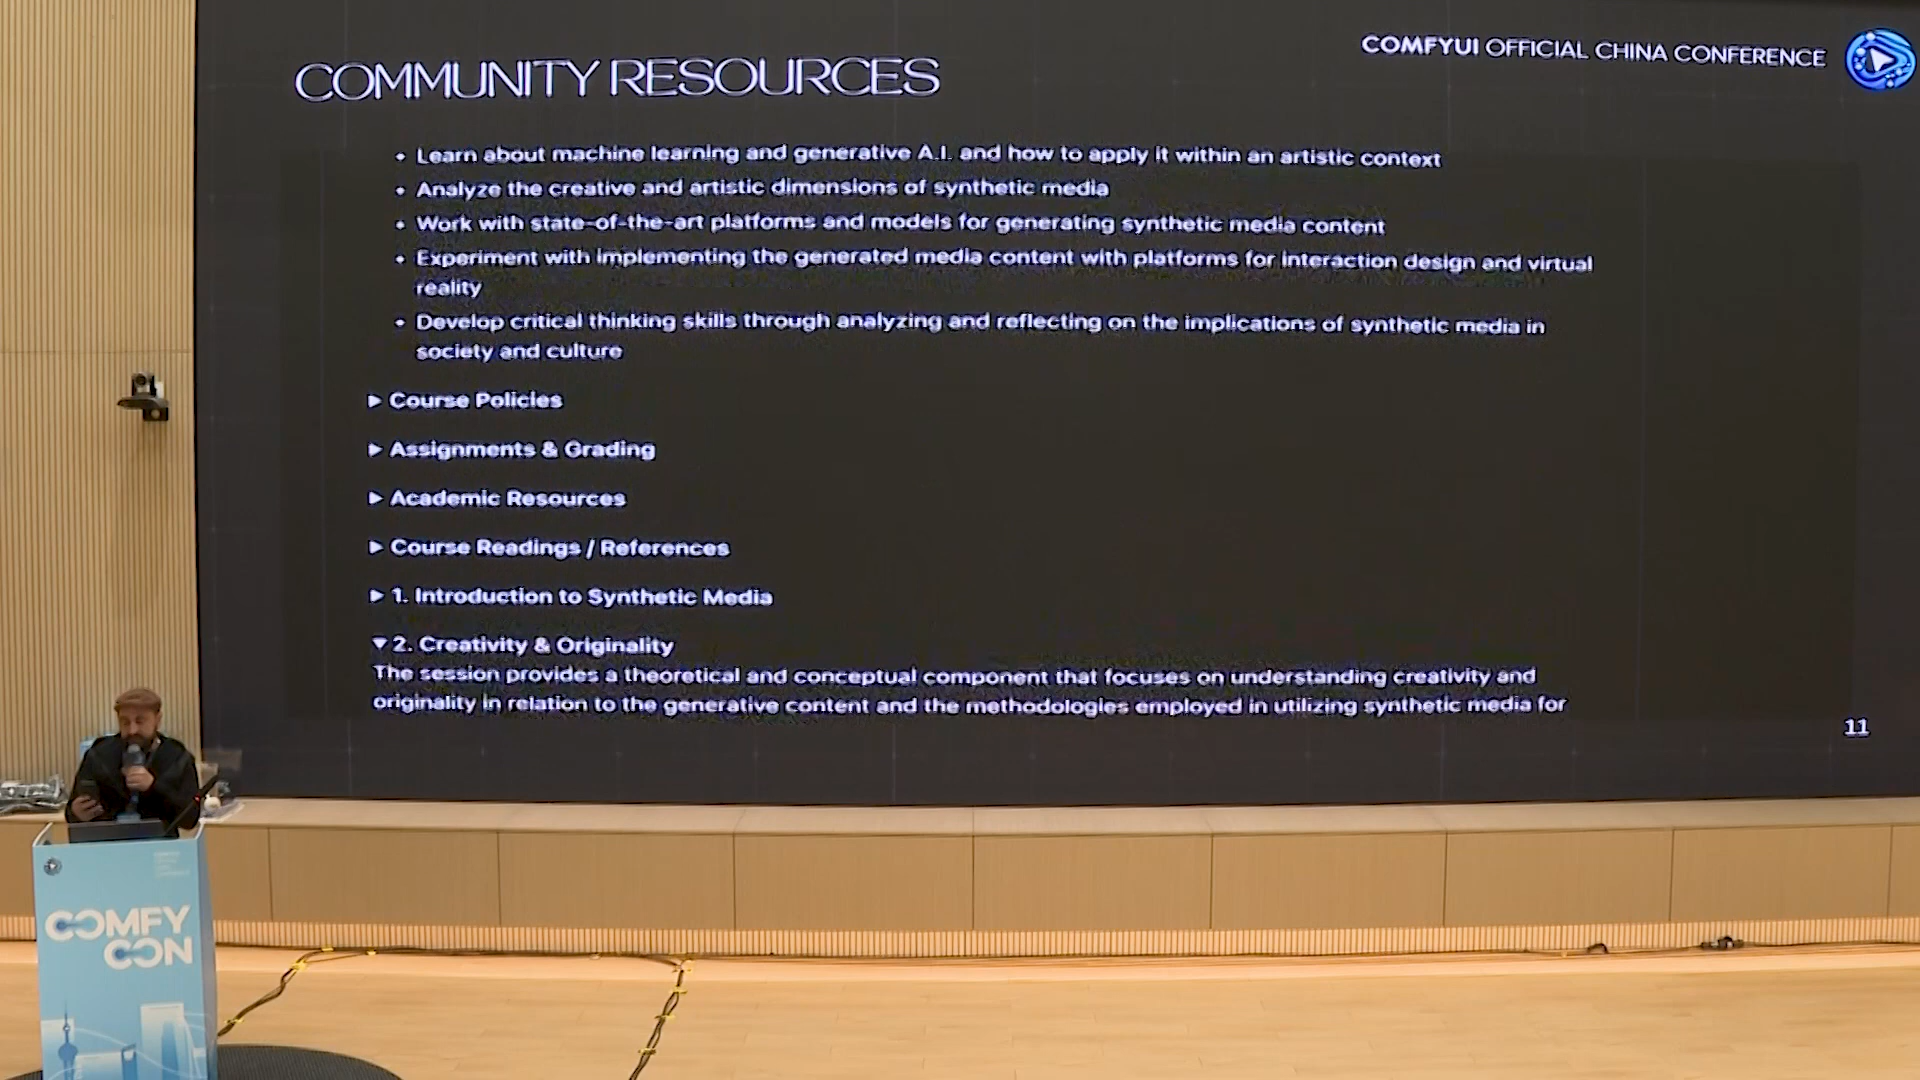 COMMUNITY RESOURCES
COMFYUI OFFICIAL CHINA CONFERENCE
• Learn about machine learning and generative A.I. and how to apply it within an artistic context
• Analyze the creative and artistic dimensions of synthetic media
• Work with state-of-the-art platforms and models for generating synthetic media content
• Experiment with implementing the generated media content with platforms for interaction design and virtual
reality
• Develop critical thinking skills through analyzing and reflecting on the implications of synthetic media in
society and culture
▶ Course Policies
▶ Assignments & Grading
▶ Academic Resources
▶ Course Readings / References
▶ 1. Introduction to Synthetic Media
▼ 2. Creativity & Originality
The session provides a theoretical and conceptual component that focuses on understanding creativity and
originality in relation to the generative content and the methodologies employed in utilizing synthetic media for
11
COMFY
CON